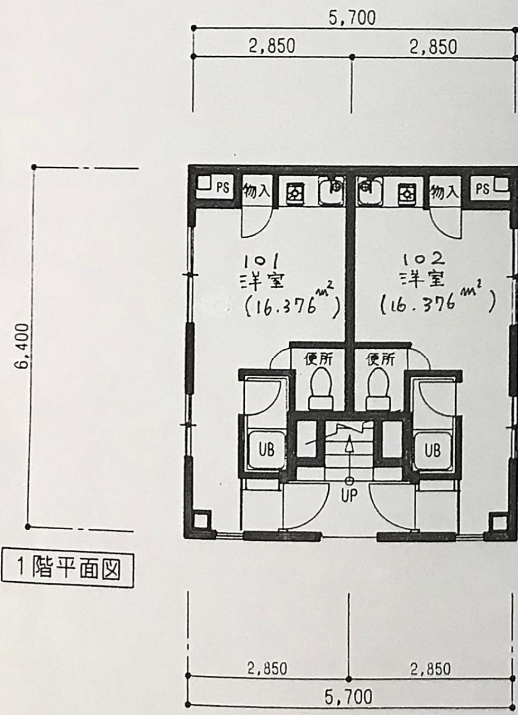 5,700
2,850 2,850
PS 物入 物入 PS
101 102
洋室 洋室
(16.376㎡) (16.376㎡)
6,400
便所 便所
UB UB
UP
1階平面図
2,850 2,850
5,700